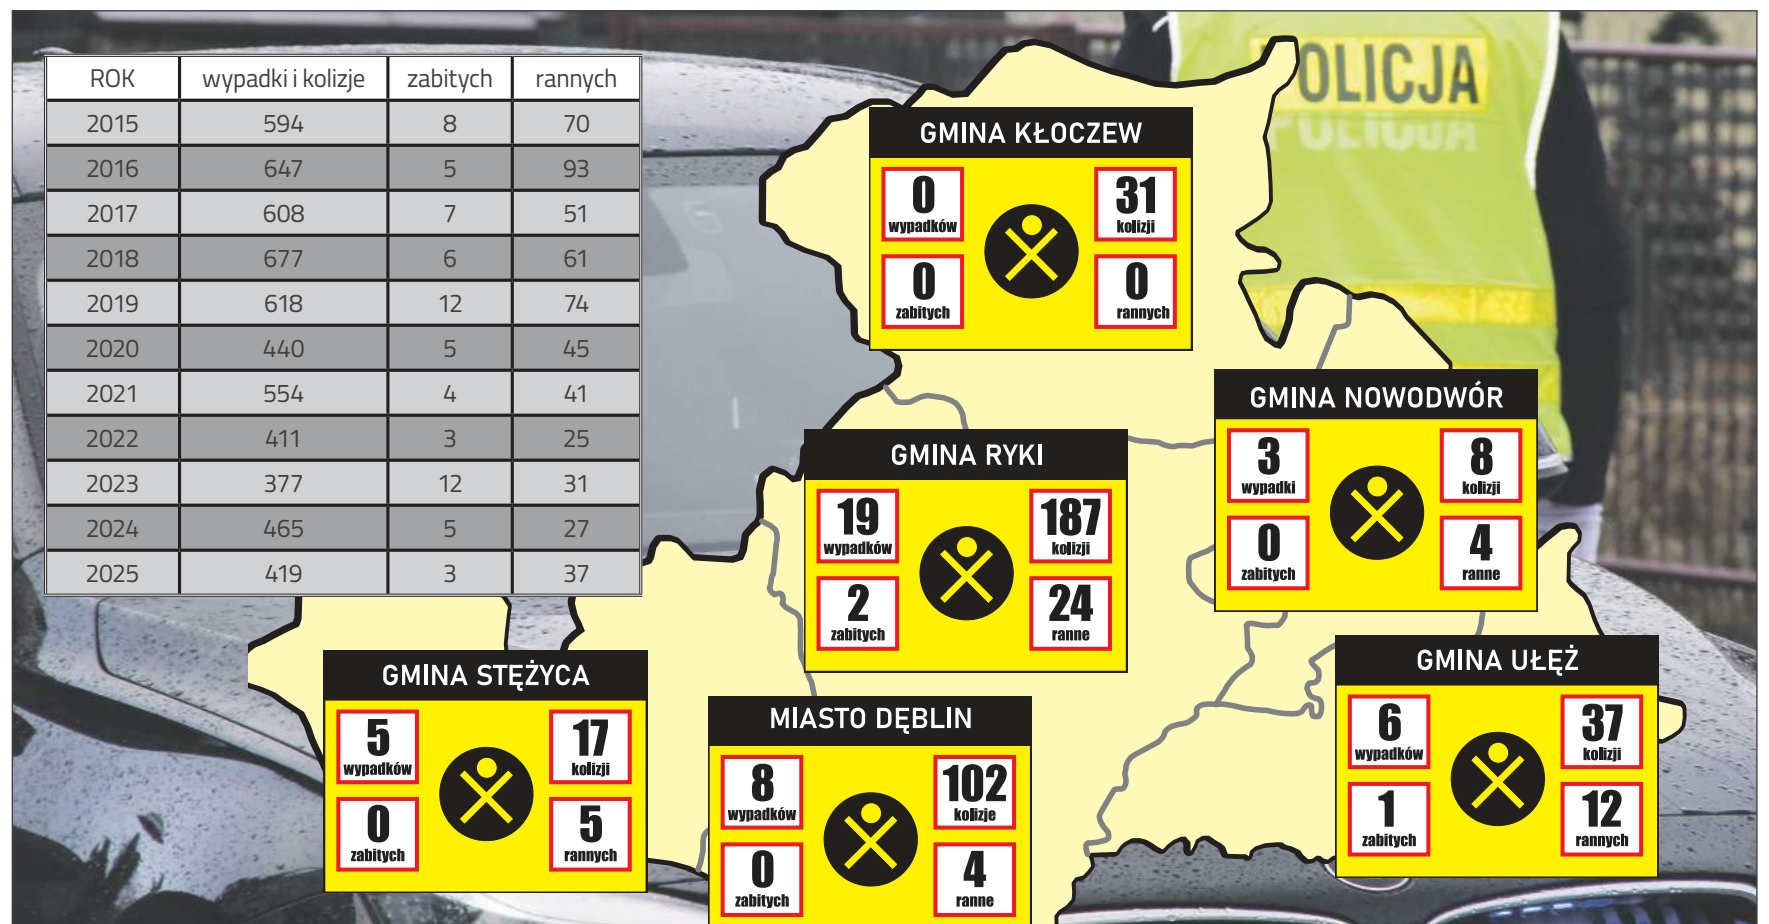 ROK wypadki i kolizje zabitych rannych
2015 594 8 70
2016 647 5 93
2017 608 7 51
2018 677 6 61
2019 618 12 74
2020 440 5 45
2021 554 4 41
2022 411 3 25
2023 377 12 31
2024 465 5 27
2025 419 3 37
POLICJA
POLICJA
GMINA KŁOCZEW
0 31
wypadków kolizji
0 0
zabitych rannych
GMINA NOWODWÓR
3 8
wypadki kolizji
0 4
zabitych ranne
GMINA RYKI
19 187
wypadków kolizji
2 24
zabitych ranne
GMINA STĘŻYCA
5 17
wypadków kolizji
0 5
zabitych rannych
MIASTO DĘBLIN
8 102
wypadków kolizje
0 4
zabitych ranne
GMINA UŁĘŻ
6 37
wypadków kolizji
1 12
zabitych rannych